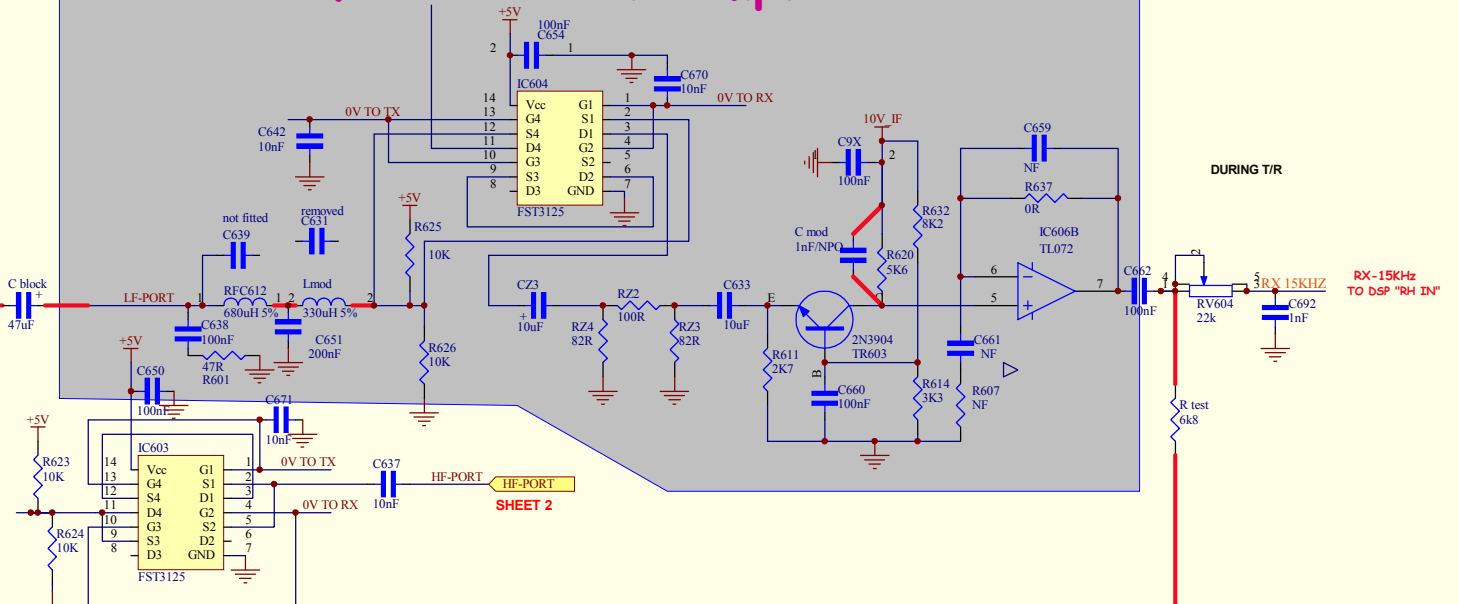 +5V
100nF
C654
2
1
IC604
C670
10nF
0V TO TX
0V TO RX
C642
10nF
14
13
12
11
10
9
8
Vcc
G4
S4
D4
G3
S3
D3
G1
S1
D1
G2
S2
D2
GND
1
2
3
4
5
6
7
FST3125
10V_IF
C9X
2
100nF
C659
NF
R637
0R
IC606B
TL072
DURING T/R
not fitted
C639
removed
C631
+5V
R625
10K
C mod
1nF/NPO
R632
8K2
R620
5K6
C block
+
47uF
LF-PORT
1
RFC612
680uH 5%
1
2
Lmod
330uH 5%
2
C638
100nF
47R
R601
C651
200nF
R626
10K
CZ3
+
10uF
RZ4
82R
RZ2
100R
RZ3
82R
C633
10uF
E
B
2N3904
TR603
R611
2K7
C660
100nF
R614
3K3
C661
NF
R607
NF
6
5
7
C662
100nF
4
1
2
RV604
22k
5
3
RX 15KHZ
C692
1nF
RX-15KHz
TO DSP "RH IN"
R test
6k8
+5V
C650
100nF
C671
10nF
+5V
R623
10K
R624
10K
IC603
14
13
12
11
10
9
8
Vcc
G4
S4
D4
G3
S3
D3
G1
S1
D1
G2
S2
D2
GND
1
2
3
4
5
6
7
FST3125
0V TO TX
0V TO RX
C637
10nF
HF-PORT
HF-PORT
SHEET 2